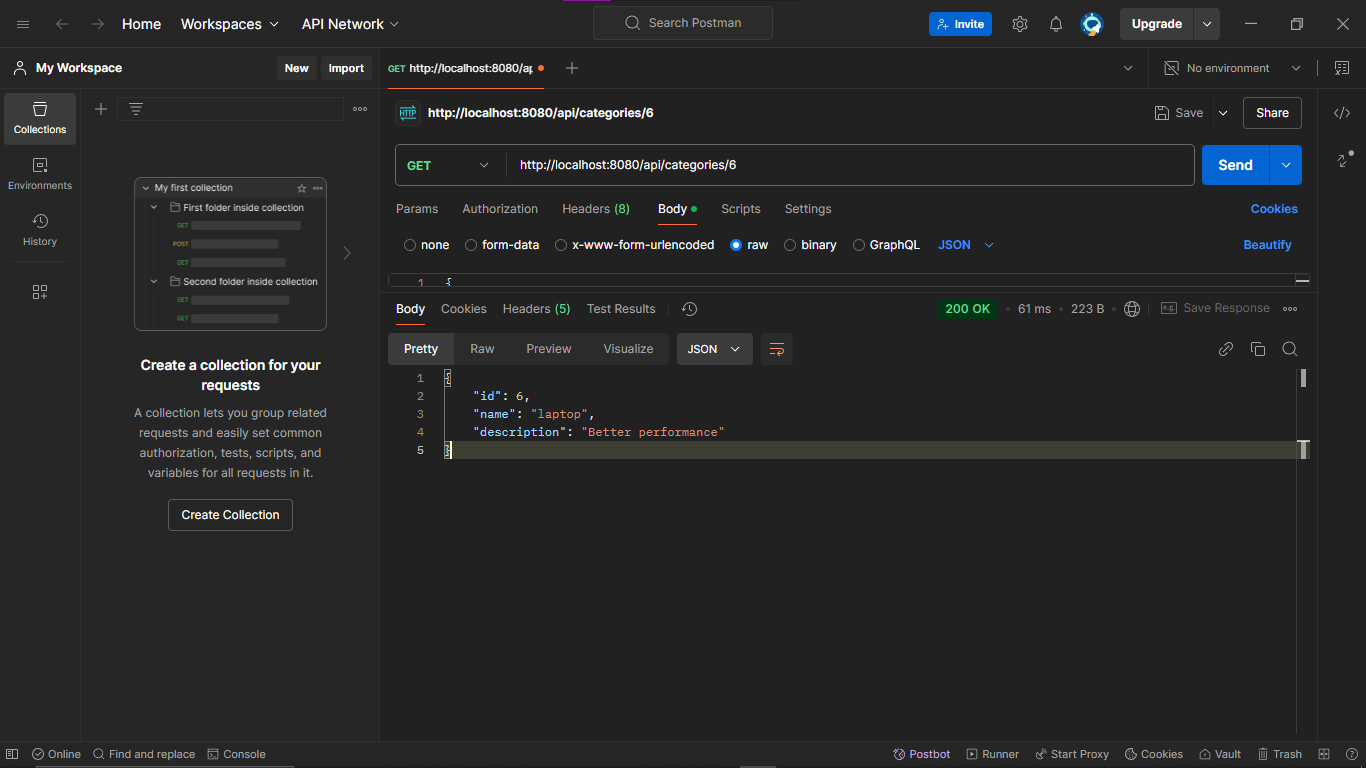 Home Workspaces API Network Search Postman Invite Upgrade
My Workspace New Import GET http://localhost:8080/ap No environment
Collections
Environments
History
My first collection
First folder inside collection
GET
POST
GET
Second folder inside collection
GET
GET
Create a collection for your
requests
A collection lets you group related
requests and easily set common
authorization, tests, scripts, and
variables for all requests in it.
Create Collection
HTTP http://localhost:8080/api/categories/6 Save Share
GET http://localhost:8080/api/categories/6 Send
Params Authorization Headers (8) Body Scripts Settings Cookies
none form-data x-www-form-urlencoded raw binary GraphQL JSON Beautify
1 {
Body Cookies Headers (5) Test Results 200 OK 61 ms 223 B e.g. Save Response
Pretty Raw Preview Visualize JSON
1 {
2 "id": 6,
3 "name": "laptop",
4 "description": "Better performance"
5 }
Online Find and replace Console Postbot Runner Start Proxy Cookies Vault Trash